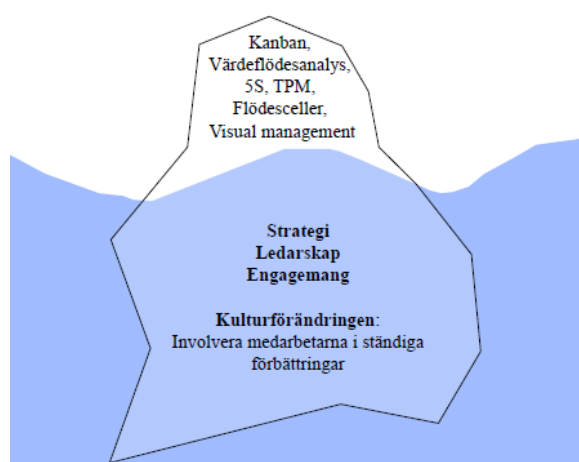 Kanban,
Värdeflödesanalys,
5S, TPM,
Flödesceller,
Visual management
Strategi
Ledarskap
Engagemang
Kulturförändringen:
Involvera medarbetarna i ständiga
förbättringar